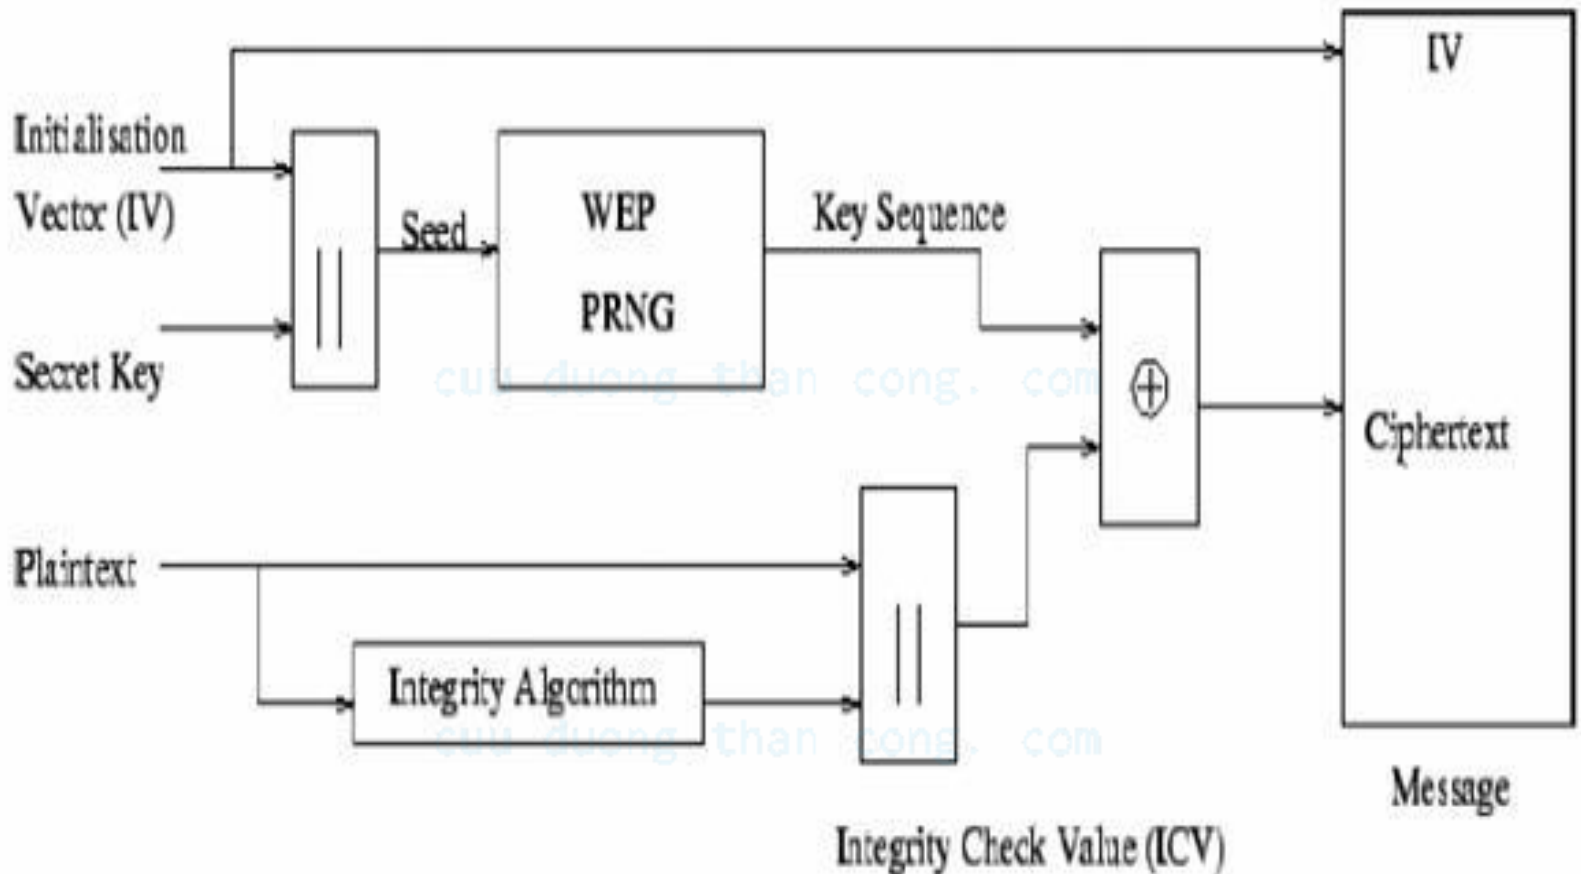 IV
Initialisation
Vector (IV)
Secret Key
||
Seed
WEP
PRNG
Key Sequence
cuu duong than cong. com
+
Ciphertext
Plaintext
Integrity Algorithm
||
cuu duong than cong. com
Message
Integrity Check Value (ICV)